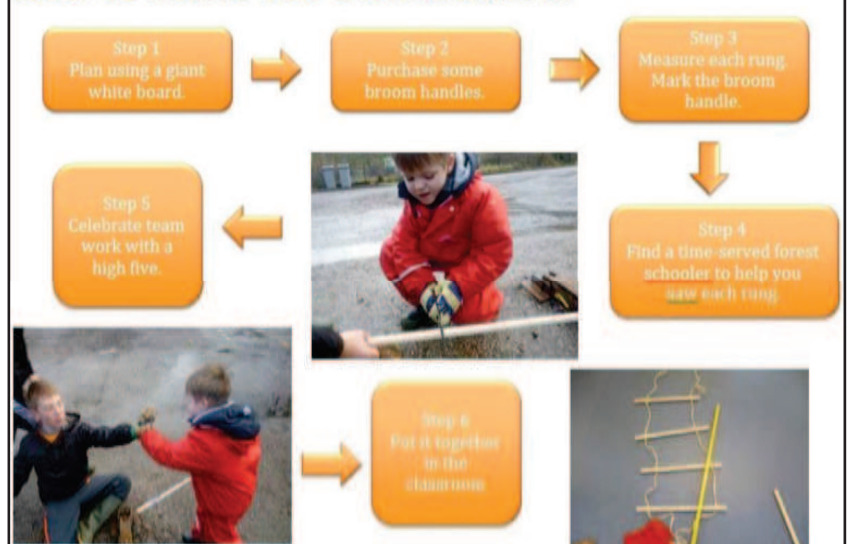 Step 1
Plan using a giant
white board.
Step 2
Purchase some
broom handles.
Step 3
Measure each rung.
Mark the broom
handle.
Step 4
Find a time-served forest
schooler to help you
saw each rung.
Step 5
Celebrate team
work with a
high five.
Step 6
Put it together
in the
classroom